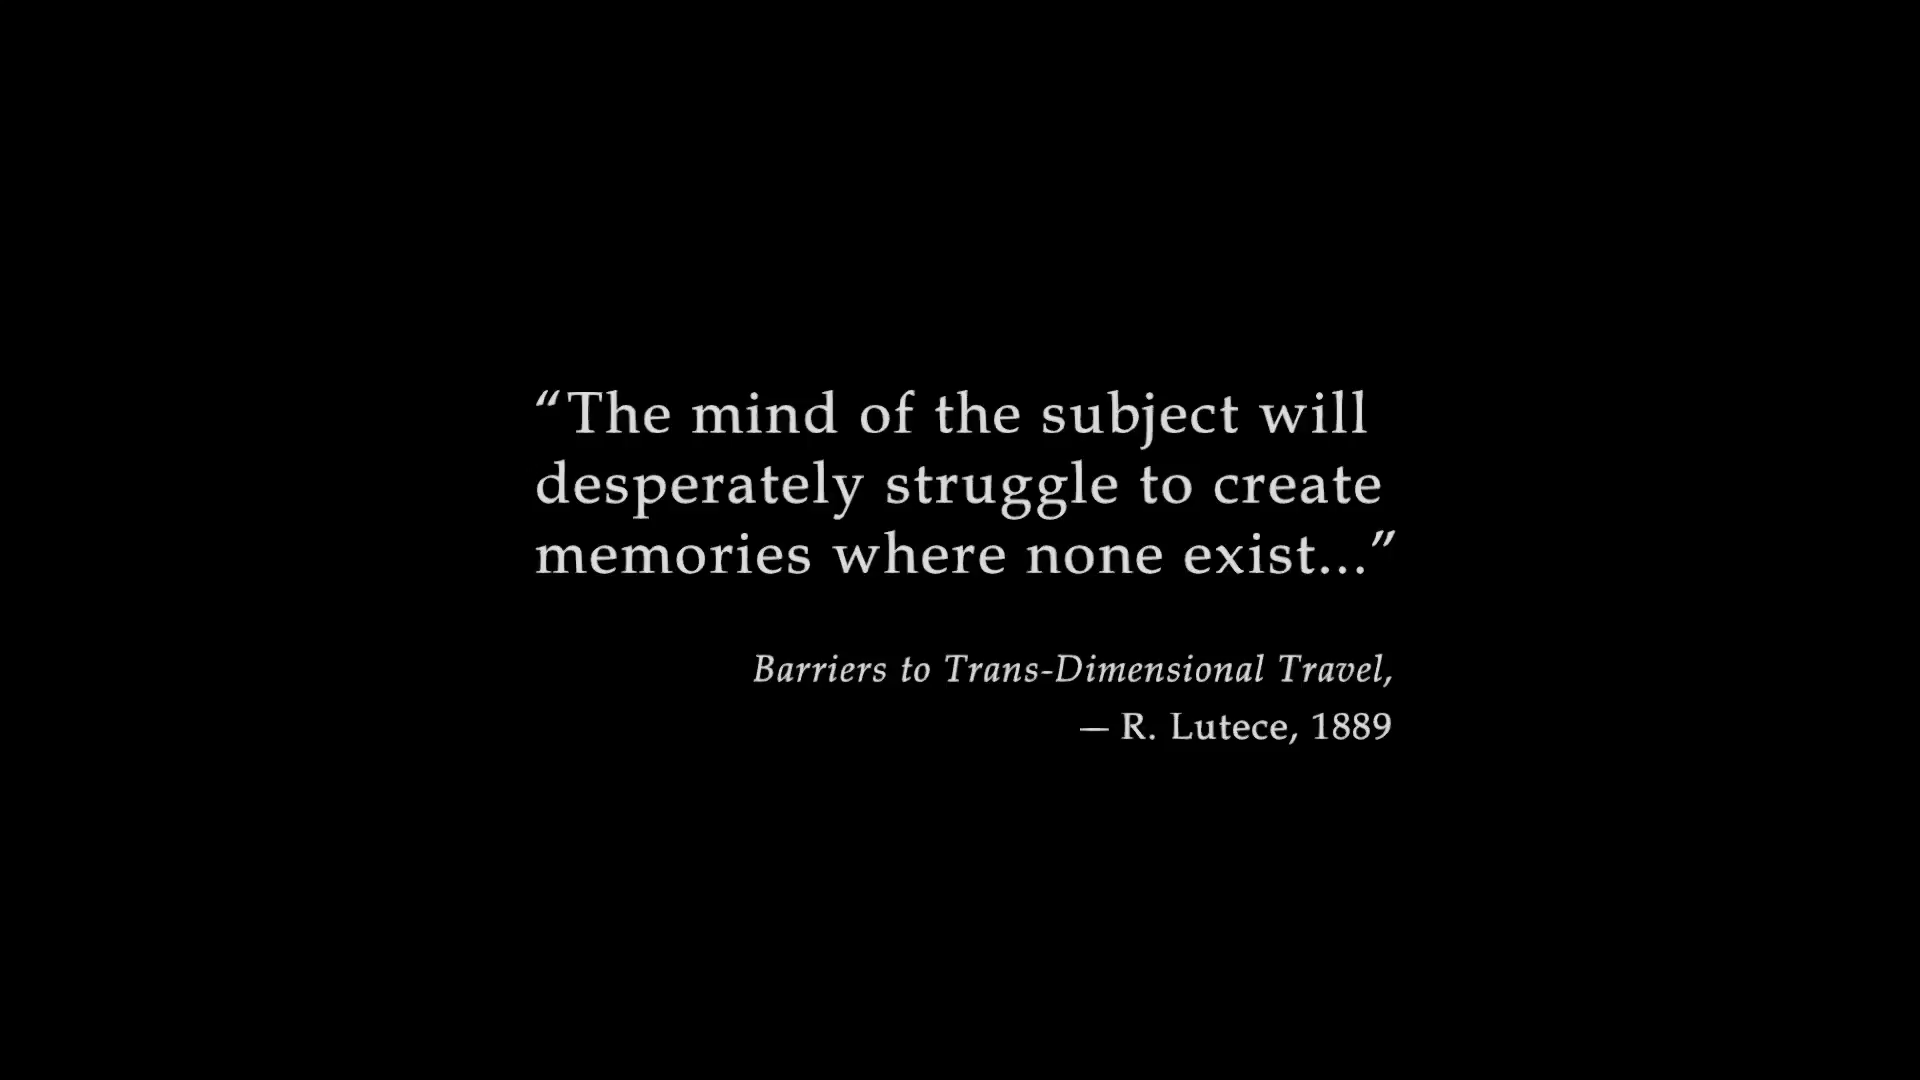 “The mind of the subject will
desperately struggle to create
memories where none exist...”
Barriers to Trans-Dimensional Travel,
— R. Lutece, 1889